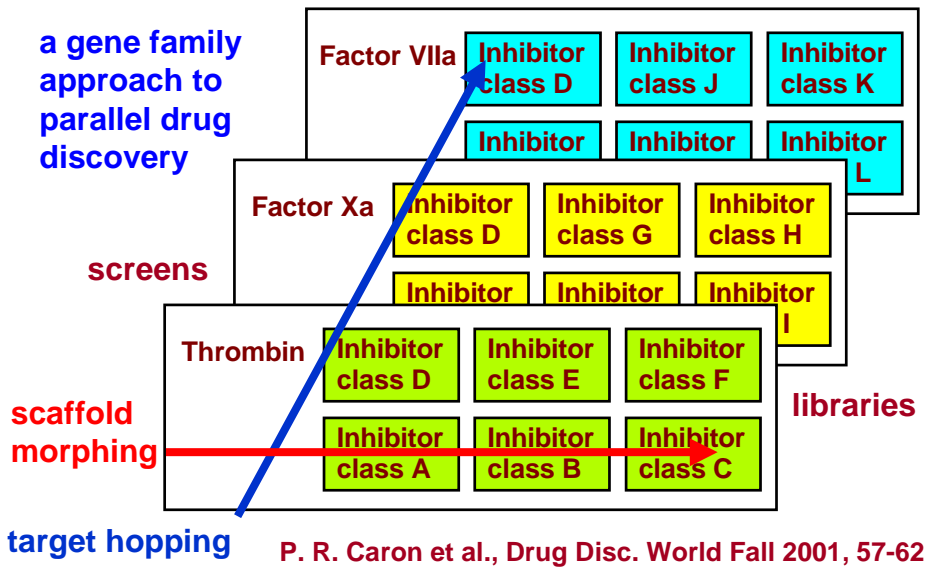 a gene family
approach to
parallel drug
discovery
Factor VIIa
Inhibitor
class D
Inhibitor
class J
Inhibitor
class K
Inhibitor
Inhibitor
Inhibitor
L
Factor Xa
Inhibitor
class D
Inhibitor
class G
Inhibitor
class H
Inhibitor
Inhibitor
Inhibitor
I
screens
Thrombin
Inhibitor
class D
Inhibitor
class E
Inhibitor
class F
Inhibitor
class A
Inhibitor
class B
Inhibitor
class C
libraries
scaffold
morphing
target hopping
P. R. Caron et al., Drug Disc. World Fall 2001, 57-62